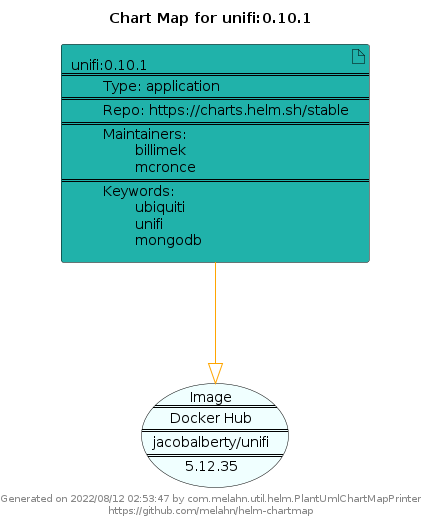 Chart Map for unifi:0.10.1
unifi:0.10.1
Type: application
Repo: https://charts.helm.sh/stable
Maintainers:
billimek
mcronce
Keywords:
ubiquiti
unifi
mongodb
Image
Docker Hub
jacobalberty/unifi
5.12.35
Generated on 2022/08/12 02:53:47 by com.melahn.util.helm.PlantUmlChartMapPrinter
https://github.com/melahn/helm-chartmap